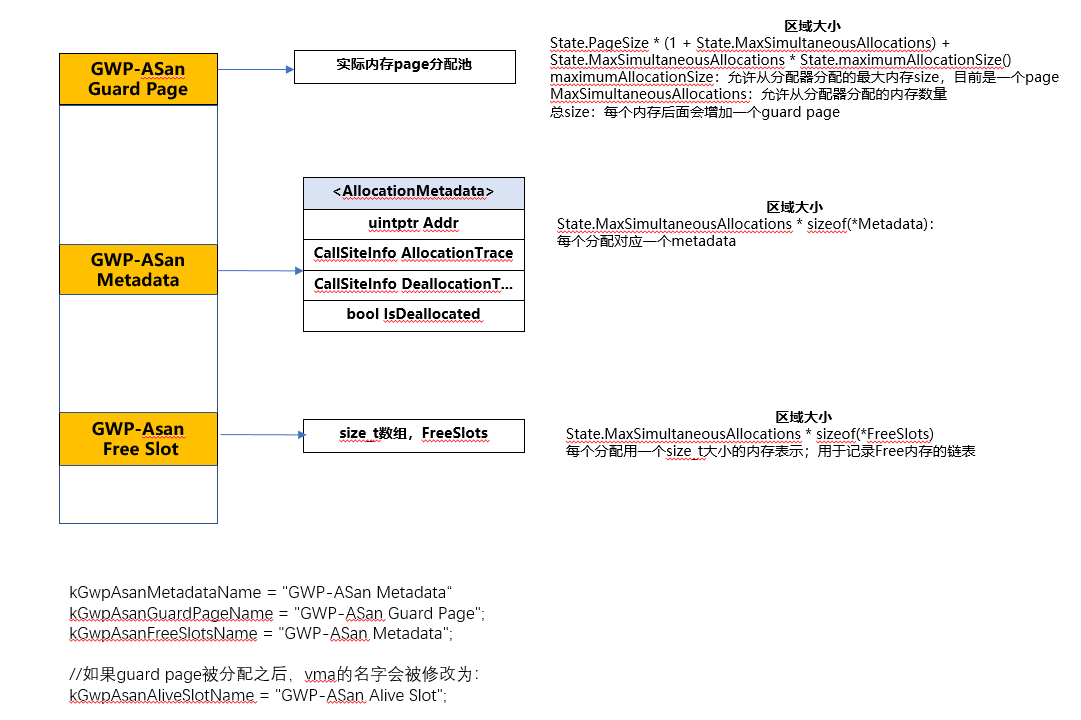 GWP-ASan
Guard Page
实际内存page分配池
区域大小
State.PageSize * (1 + State.MaxSimultaneousAllocations) +
State.MaxSimultaneousAllocations * State.maximumAllocationSize()
maximumAllocationSize：允许从分配器分配的最大内存size，目前是一个page
MaxSimultaneousAllocations：允许从分配器分配的内存数量
总size：每个内存后面会增加一个guard page
GWP-ASan
Metadata
<AllocationMetadata>
uintptr Addr
CallSiteInfo AllocationTrace
CallSiteInfo DeallocationT...
bool IsDeallocated
区域大小
State.MaxSimultaneousAllocations * sizeof(*Metadata)：
每个分配对应一个metadata
GWP-Asan
Free Slot
size_t数组，FreeSlots
区域大小
State.MaxSimultaneousAllocations * sizeof(*FreeSlots)
每个分配用一个size_t大小的内存表示；用于记录Free内存的链表
kGwpAsanMetadataName = "GWP-ASan Metadata“
kGwpAsanGuardPageName = "GWP-ASan Guard Page";
kGwpAsanFreeSlotsName = "GWP-ASan Metadata";
//如果guard page被分配之后，vma的名字会被修改为：
kGwpAsanAliveSlotName = "GWP-ASan Alive Slot";